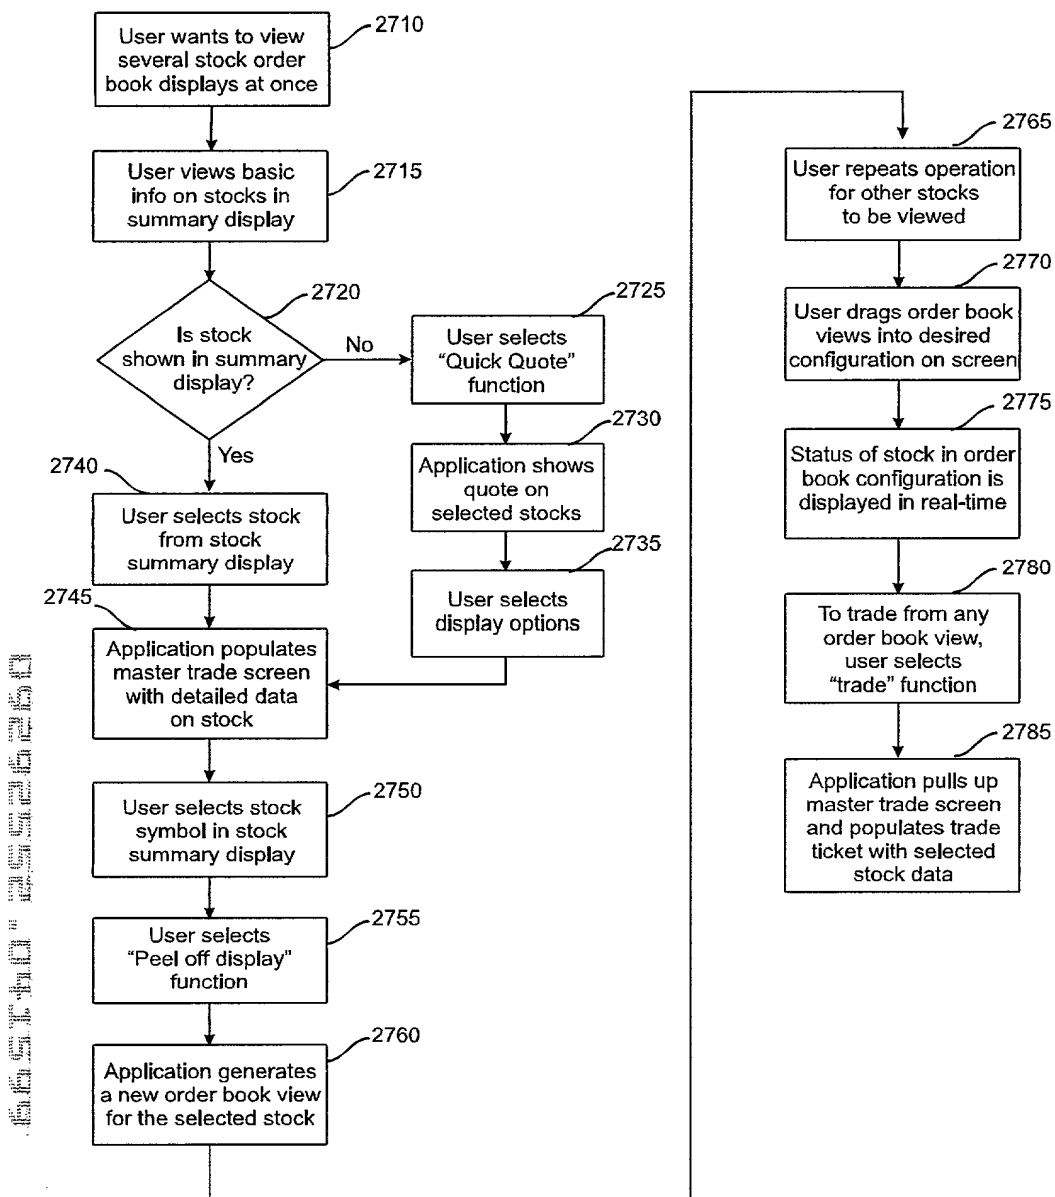 2710
User wants to view
several stock order
book displays at once
2715
User views basic
info on stocks in
summary display
2720
Is stock
shown in summary
display?
No
Yes
2725
User selects
“Quick Quote”
function
2730
Application shows
quote on
selected stocks
2735
User selects
display options
2740
User selects stock
from stock
summary display
2745
Application populates
master trade screen
with detailed data
on stock
2750
User selects stock
symbol in stock
summary display
2755
User selects
“Peel off display”
function
2760
Application generates
a new order book view
for the selected stock
2765
User repeats operation
for other stocks
to be viewed
2770
User drags order book
views into desired
configuration on screen
2775
Status of stock in order
book configuration is
displayed in real-time
2780
To trade from any
order book view,
user selects
“trade” function
2785
Application pulls up
master trade screen
and populates trade
ticket with selected
stock data